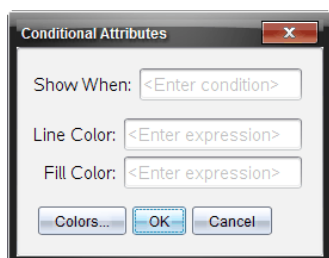 Conditional Attributes
Show When: <Enter condition>
Line Color: <Enter expression>
Fill Color: <Enter expression>
Colors... OK Cancel